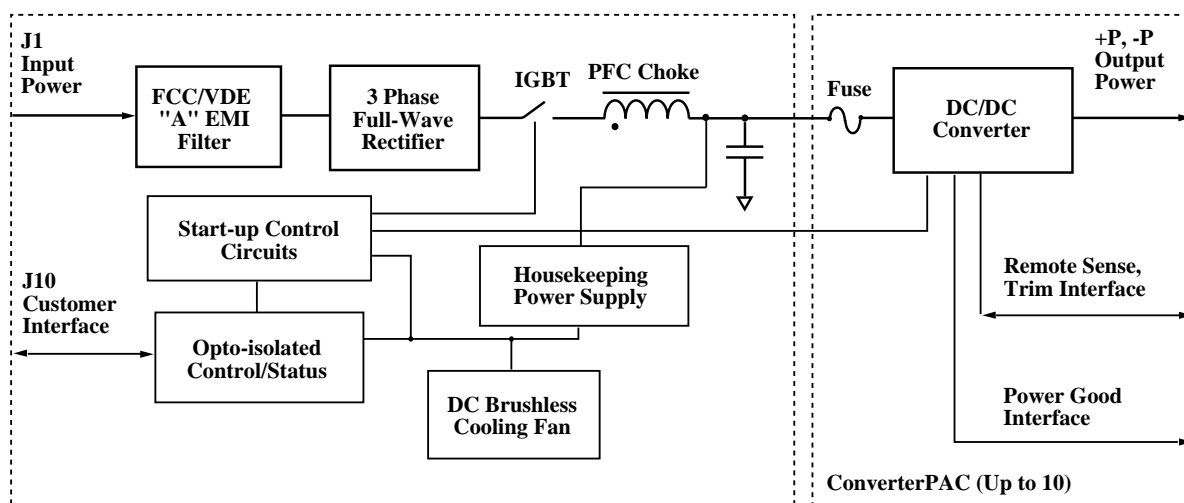 J1
Input
Power
FCC/VDE
"A" EMI
Filter
3 Phase
Full-Wave
Rectifier
IGBT
PFC Choke
Fuse
DC/DC
Converter
+P, -P
Output
Power
Start-up Control
Circuits
Housekeeping
Power Supply
Remote Sense,
Trim Interface
J10
Customer
Interface
Opto-isolated
Control/Status
DC Brushless
Cooling Fan
Power Good
Interface
ConverterPAC (Up to 10)